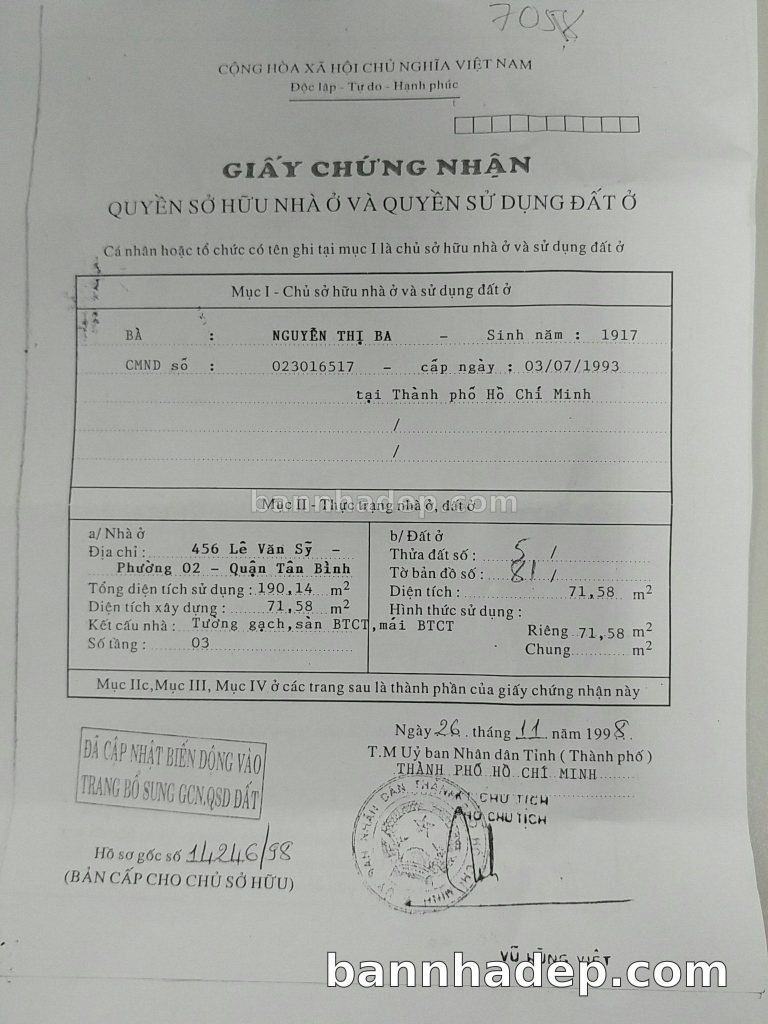 7058
CỘNG HÒA XÃ HỘI CHỦ NGHĨA VIỆT NAM
Độc lập - Tự do - Hạnh phúc
GIẤY CHỨNG NHẬN
QUYỀN SỞ HỮU NHÀ Ở VÀ QUYỀN SỬ DỤNG ĐẤT Ở
Cá nhân hoặc tổ chức có tên ghi tại mục I là chủ sở hữu nhà ở và sử dụng đất ở
Mục I - Chủ sở hữu nhà ở và sử dụng đất ở
BÀ : NGUYỄN THỊ BA - Sinh năm : 1917
CMND số : 023016517 - cấp ngày : 03/07/1993
tại Thành phố Hồ Chí Minh
/
/
bannhadep.com
Mục II - Thực trạng nhà ở, đất ở
a/ Nhà ở
Địa chỉ : 456 Lê Văn Sỹ -
Phường 02 - Quận Tân Bình
Tổng diện tích sử dụng : 190,14 m2
Diện tích xây dựng : 71,58 m2
Kết cấu nhà : Tường gạch,sàn BTCT,mái BTCT
Số tầng : 03
b/ Đất ở
Thửa đất số : 5 /
Tờ bản đồ số : 81 /
Diện tích : 71,58 m2
Hình thức sử dụng :
Riêng 71,58 m2
Chung m2
Mục IIc,Mục III, Mục IV ở các trang sau là thành phần của giấy chứng nhận này
Ngày 26 tháng 11 năm 1998.
T.M Uỷ ban Nhân dân Tỉnh ( Thành phố )
THÀNH PHỐ HỒ CHÍ MINH
CHỦ TỊCH
PHÓ CHỦ TỊCH
ĐÃ CẬP NHẬT BIẾN ĐỘNG VÀO
TRANG BỔ SUNG GCN.QSD ĐẤT
Hồ sơ gốc số 14246/98
(BẢN CẤP CHO CHỦ SỞ HỮU)
VŨ HÙNG VIỆT
bannhadep.com